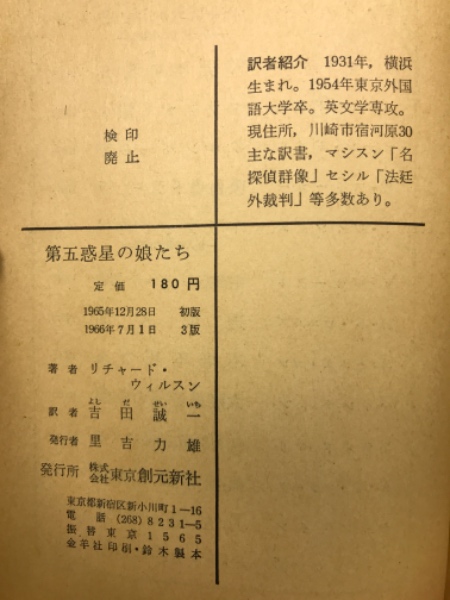 訳者紹介 1931年,横浜
生まれ。1954年東京外国
語大学卒。英文学専攻。
現住所,川崎市宿河原30
主な訳書,マシスン「名
探偵群像」セシル「法廷
外裁判」等多数あり。
検印
廃止
第五惑星の娘たち
定価 180円
1965年12月28日 初版
1966年7月1日 3版
著者 リチャード・
ウィルスン
よし だ せい いち
訳者 吉田誠一
発行者 里吉力雄
発行所 株式会社 東京創元新社
東京都新宿区新小川町1—16
電話 (268)8231—5
振替東京1565
金羊社印刷・鈴木製本